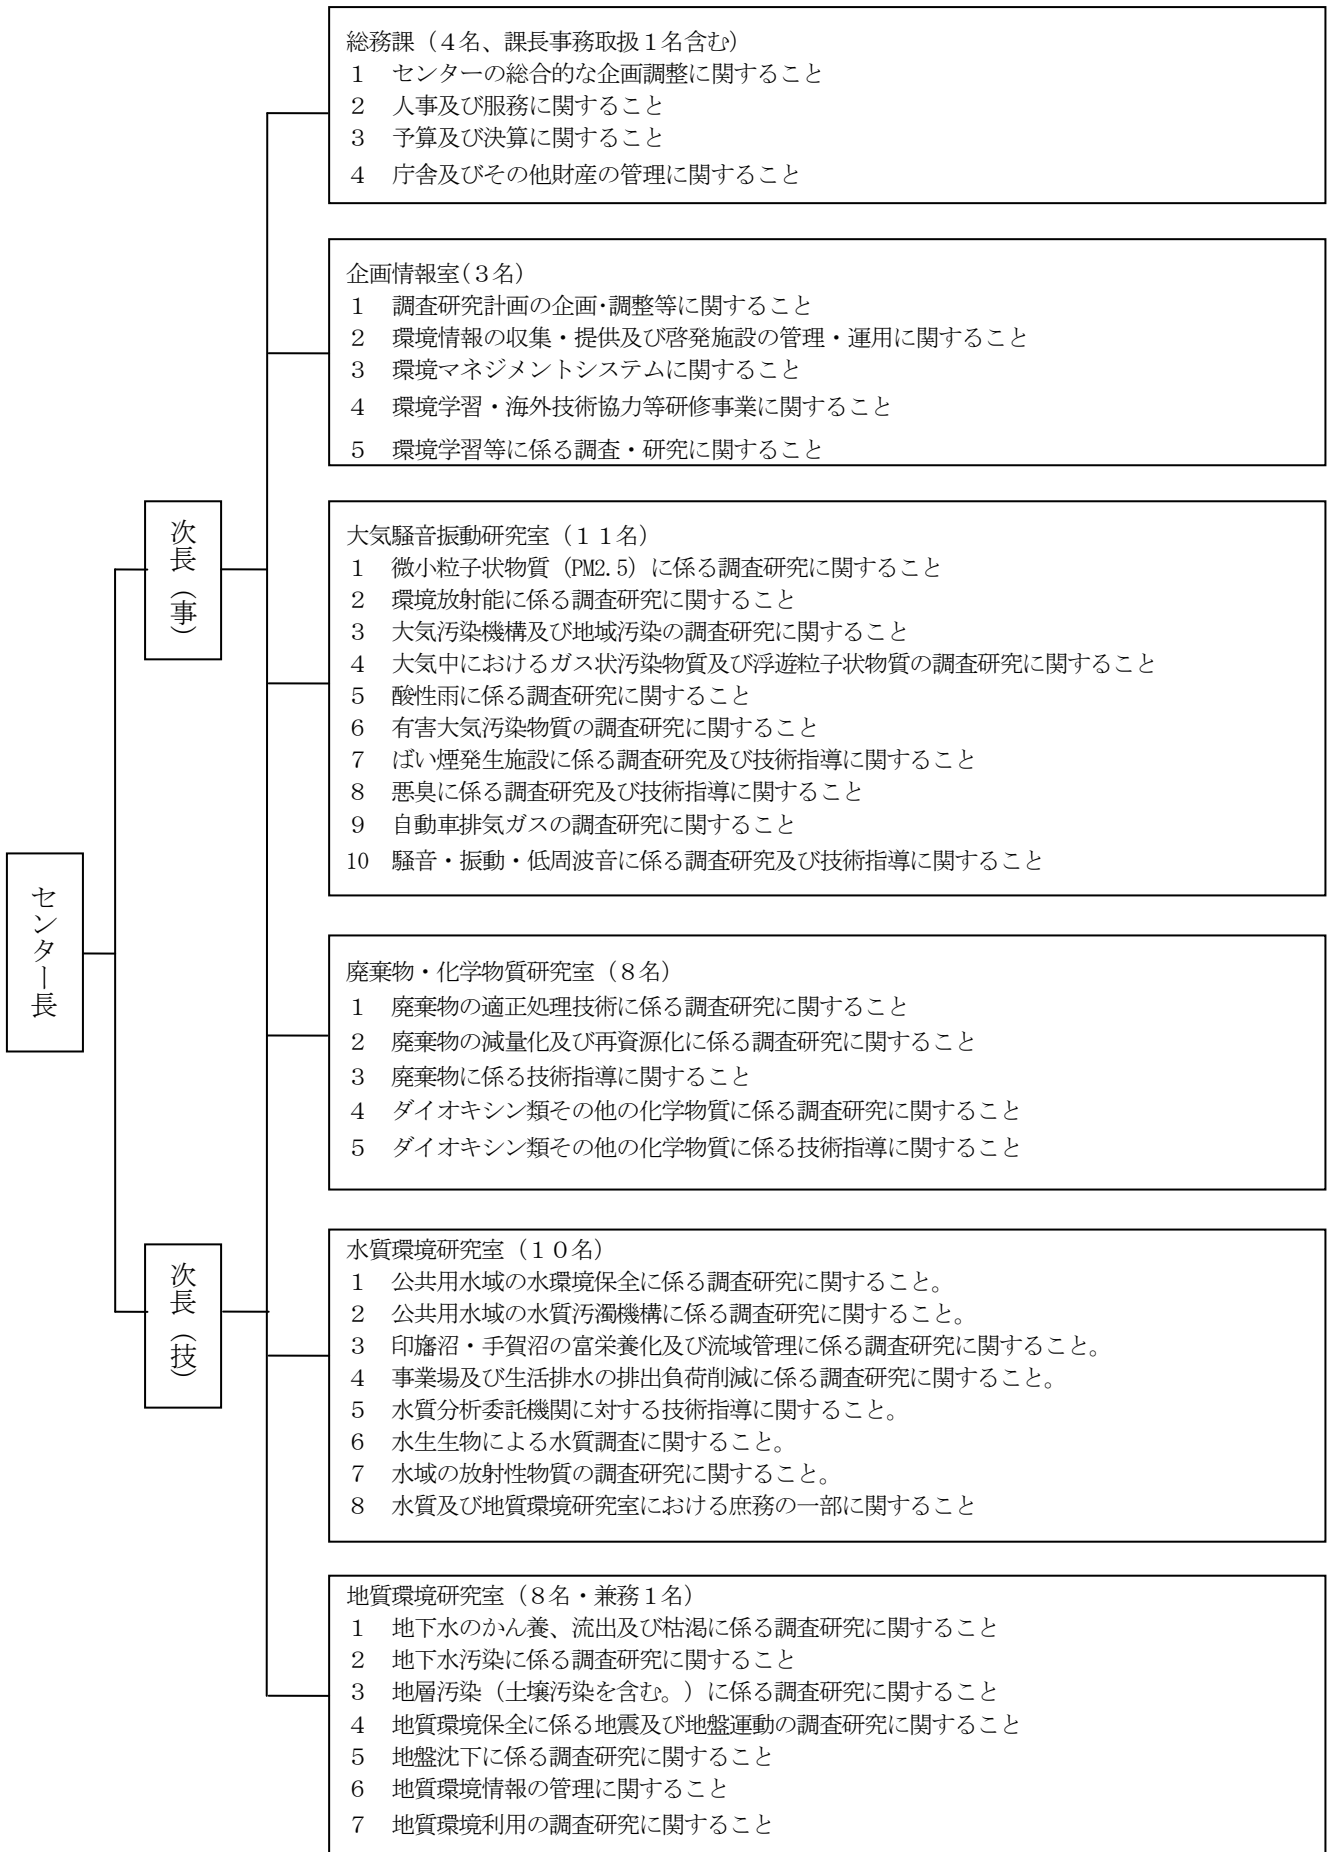 総務課（４名、課長事務取扱１名含む）
１　センターの総合的な企画調整に関すること
２　人事及び服務に関すること
３　予算及び決算に関すること
４　庁舎及びその他財産の管理に関すること
企画情報室(３名)
１　調査研究計画の企画･調整等に関すること
２　環境情報の収集・提供及び啓発施設の管理・運用に関すること
３　環境マネジメントシステムに関すること
４　環境学習・海外技術協力等研修事業に関すること
５　環境学習等に係る調査・研究に関すること
次長（事）
大気騒音振動研究室（１１名）
１　微小粒子状物質（PM2.5）に係る調査研究に関すること
２　環境放射能に係る調査研究に関すること
３　大気汚染機構及び地域汚染の調査研究に関すること
４　大気中におけるガス状汚染物質及び浮遊粒子状物質の調査研究に関すること
５　酸性雨に係る調査研究に関すること
６　有害大気汚染物質の調査研究に関すること
７　ばい煙発生施設に係る調査研究及び技術指導に関すること
８　悪臭に係る調査研究及び技術指導に関すること
９　自動車排気ガスの調査研究に関すること
10　騒音・振動・低周波音に係る調査研究及び技術指導に関すること
センター長
廃棄物・化学物質研究室（８名）
１　廃棄物の適正処理技術に係る調査研究に関すること
２　廃棄物の減量化及び再資源化に係る調査研究に関すること
３　廃棄物に係る技術指導に関すること
４　ダイオキシン類その他の化学物質に係る調査研究に関すること
５　ダイオキシン類その他の化学物質に係る技術指導に関すること
次長（技）
水質環境研究室（１０名）
１　公共用水域の水環境保全に係る調査研究に関すること。
２　公共用水域の水質汚濁機構に係る調査研究に関すること。
３　印旛沼・手賀沼の富栄養化及び流域管理に係る調査研究に関すること。
４　事業場及び生活排水の排出負荷削減に係る調査研究に関すること。
５　水質分析委託機関に対する技術指導に関すること。
６　水生生物による水質調査に関すること。
７　水域の放射性物質の調査研究に関すること。
８　水質及び地質環境研究室における庶務の一部に関すること
地質環境研究室（８名・兼務１名）
１　地下水のかん養、流出及び枯渇に係る調査研究に関すること
２　地下水汚染に係る調査研究に関すること
３　地層汚染（土壌汚染を含む。）に係る調査研究に関すること
４　地質環境保全に係る地震及び地盤運動の調査研究に関すること
５　地盤沈下に係る調査研究に関すること
６　地質環境情報の管理に関すること
７　地質環境利用の調査研究に関すること